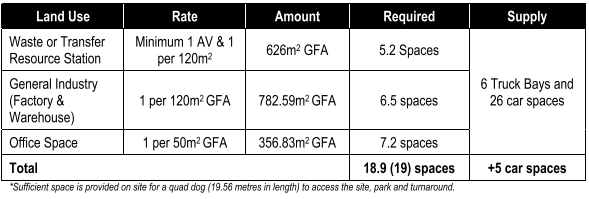 Land Use Rate Amount Required Supply
Waste or Transfer Resource Station Minimum 1 AV & 1 per 120m² 626m² GFA 5.2 Spaces 6 Truck Bays and 26 car spaces
General Industry (Factory & Warehouse) 1 per 120m² GFA 782.59m² GFA 6.5 spaces
Office Space 1 per 50m² GFA 356.83m² GFA 7.2 spaces
Total 18.9 (19) spaces +5 car spaces
*Sufficient space is provided on site for a quad dog (19.56 metres in length) to access the site, park and turnaround.